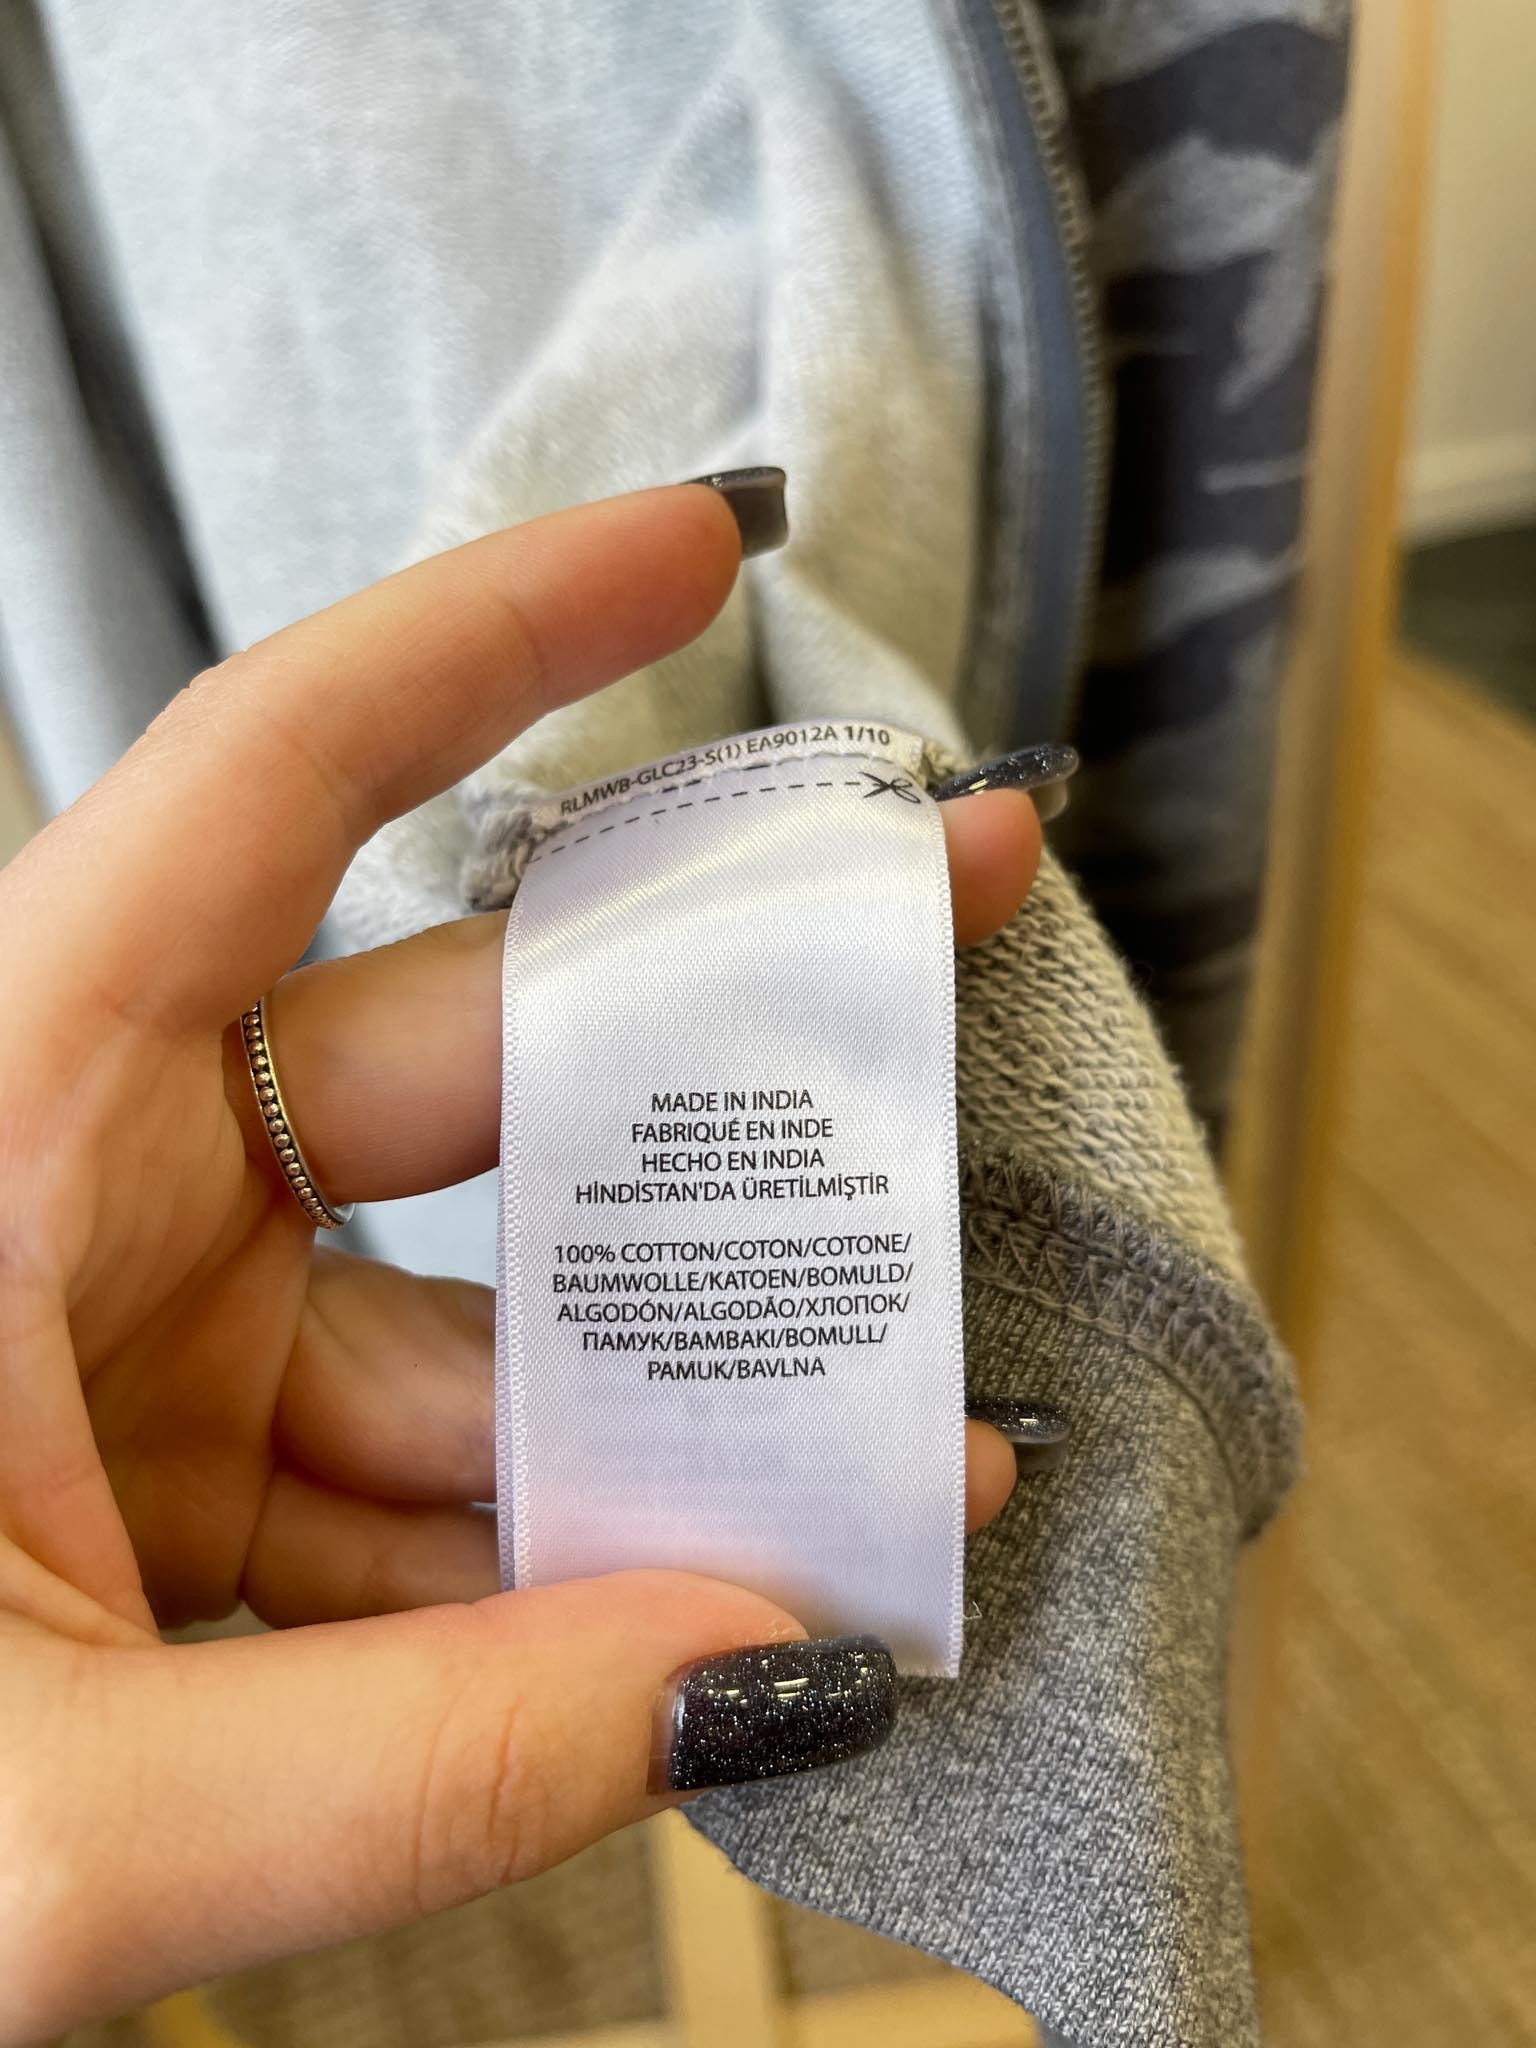 RLMWB-GLC23-S(1) EA9012A 1/10
MADE IN INDIA
FABRIQUÉ EN INDE
HECHO EN INDIA
HİNDİSTAN'DA ÜRETİLMİŞTİR
100% COTTON/COTON/COTONE/
BAUMWOLLE/KATOEN/BOMULD/
ALGODÓN/ALGODÃO/ХЛОПОК/
ПАМУК/BAMBAKI/BOMULL/
PAMUK/BAVLNA